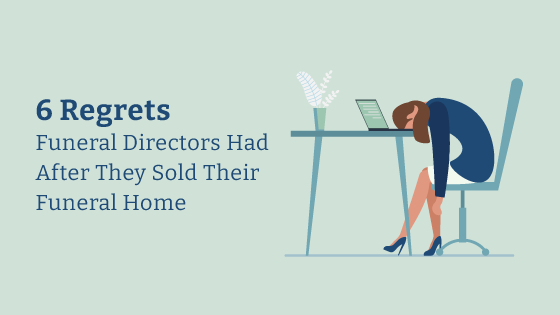 6 Regrets
Funeral Directors Had
After They Sold Their
Funeral Home